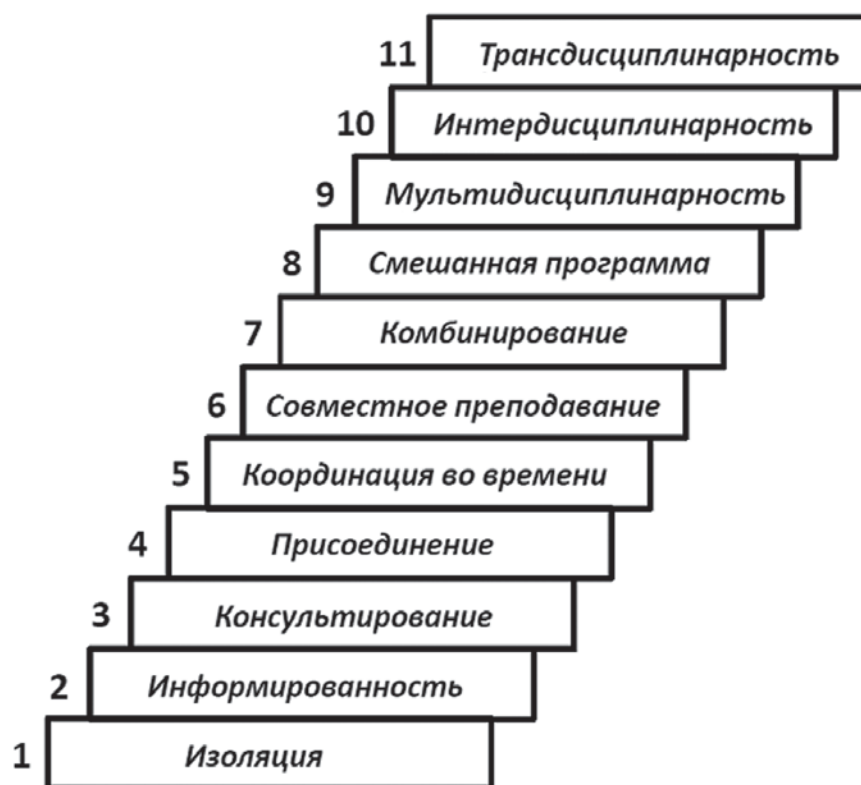 11 Трансдисциплинарность
10 Интердисциплинарность
9 Мультидисциплинарность
8 Смешанная программа
7 Комбинирование
6 Совместное преподавание
5 Координация во времени
4 Присоединение
3 Консультирование
2 Информированность
1 Изоляция